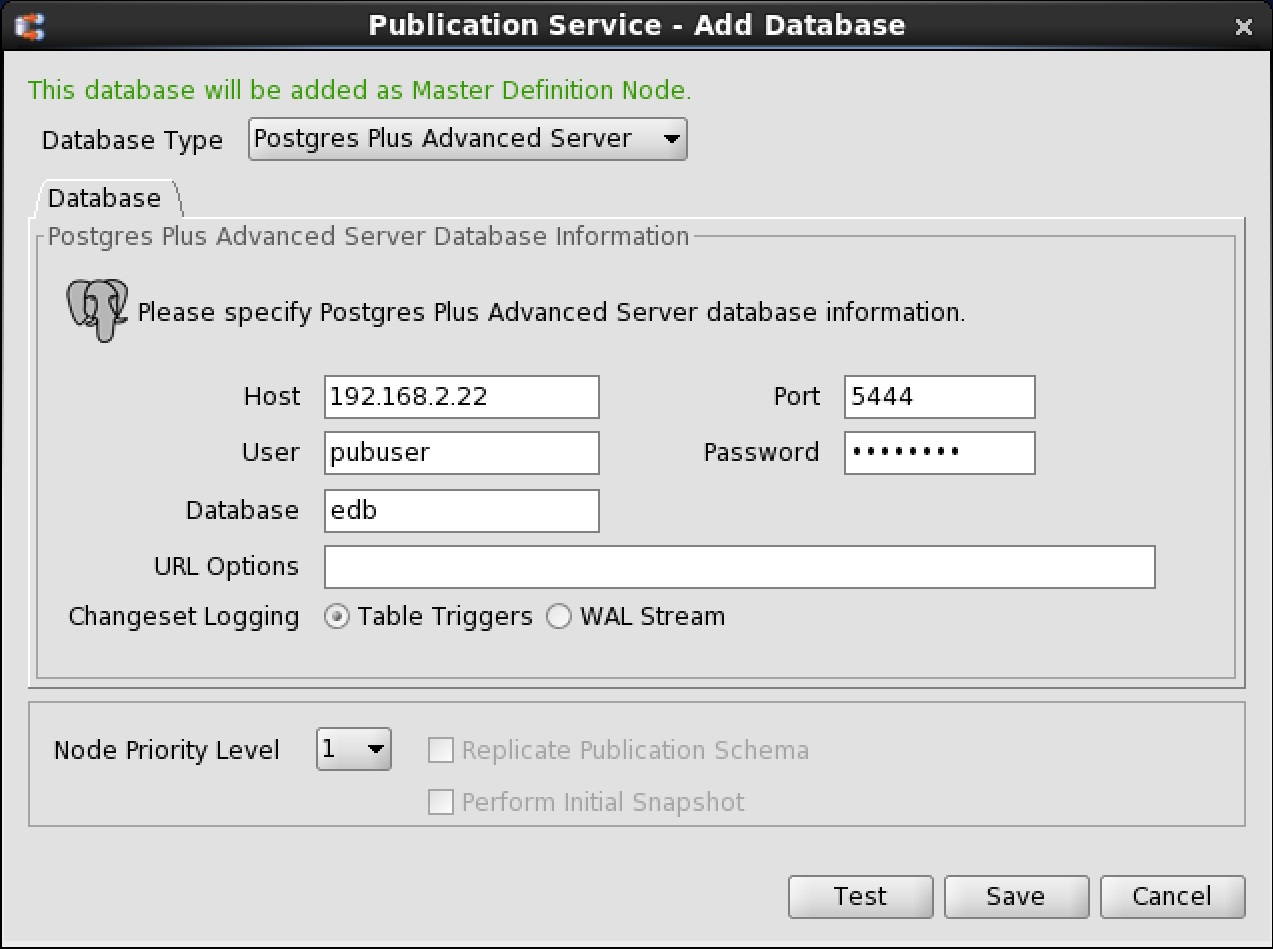 Publication Service - Add Database
This database will be added as Master Definition Node.
Database Type Postgres Plus Advanced Server
Database
Postgres Plus Advanced Server Database Information
Please specify Postgres Plus Advanced Server database information.
Host 192.168.2.22 Port 5444
User pubuser Password ••••••••
Database edb
URL Options
Changeset Logging Table Triggers WAL Stream
Node Priority Level 1 Replicate Publication Schema
Perform Initial Snapshot
Test Save Cancel